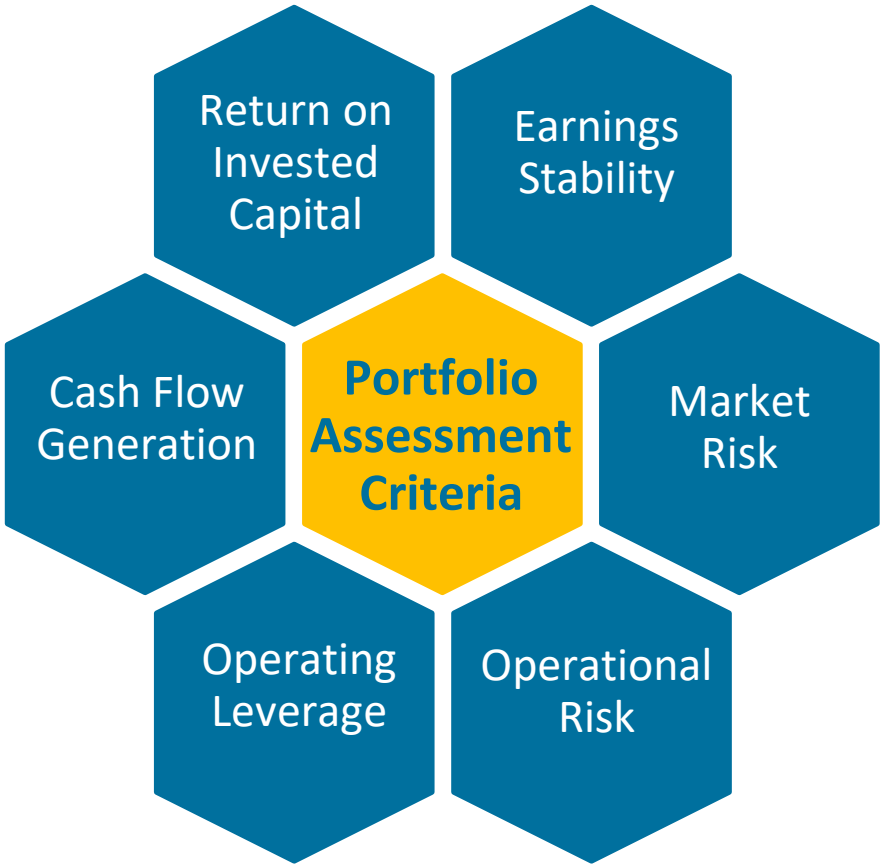 Return on
Invested
Capital
Earnings
Stability
Cash Flow
Generation
Portfolio
Assessment
Criteria
Market
Risk
Operating
Leverage
Operational
Risk